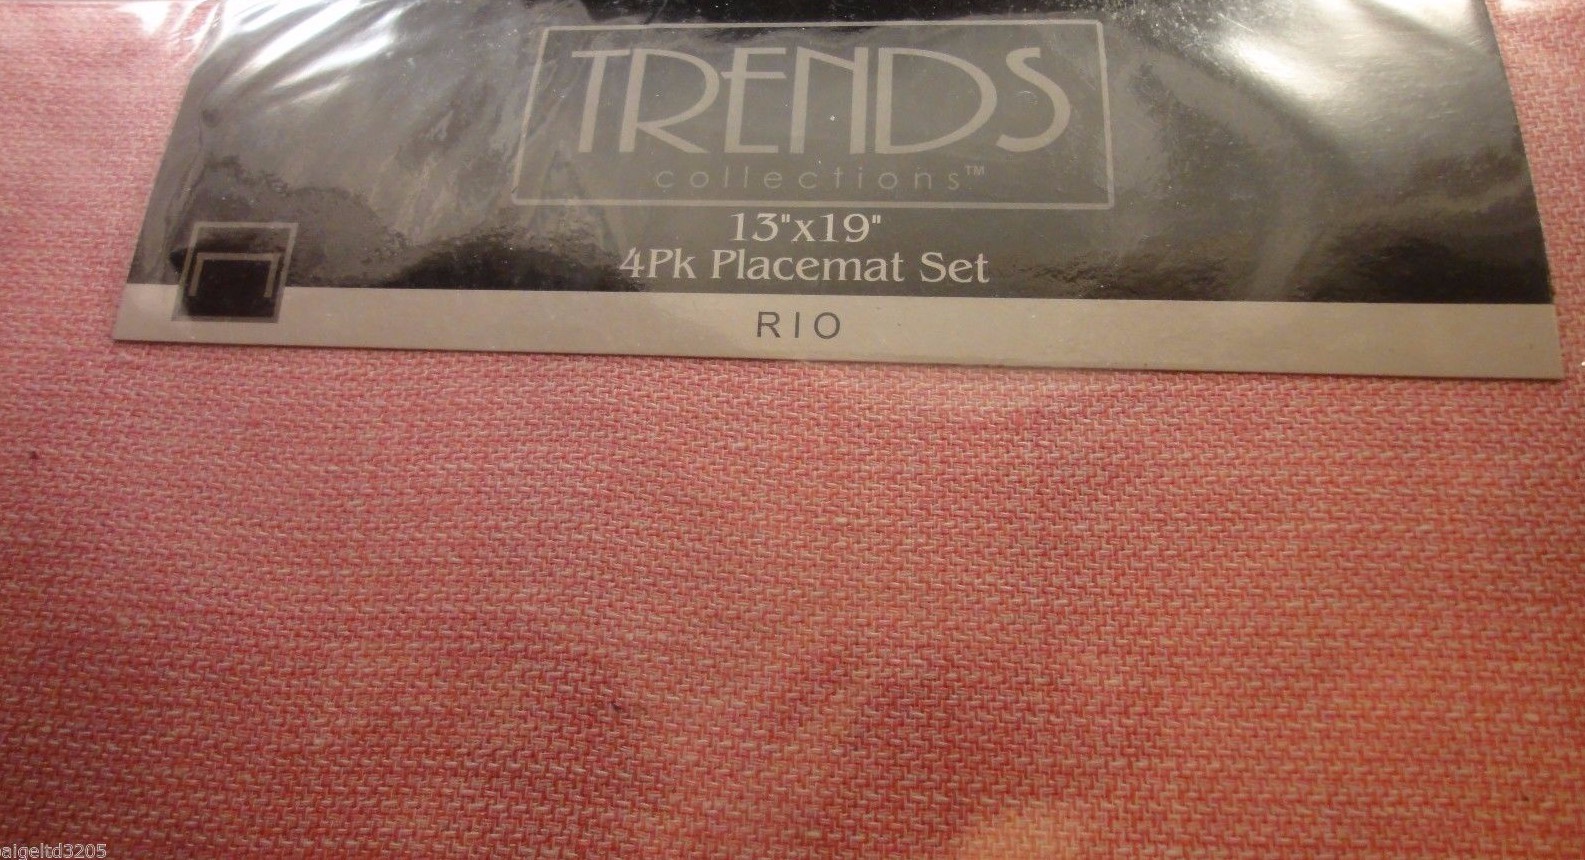 TRENDS
collections™
13"x19"
4Pk Placemat Set
RIO
aigeltd3205